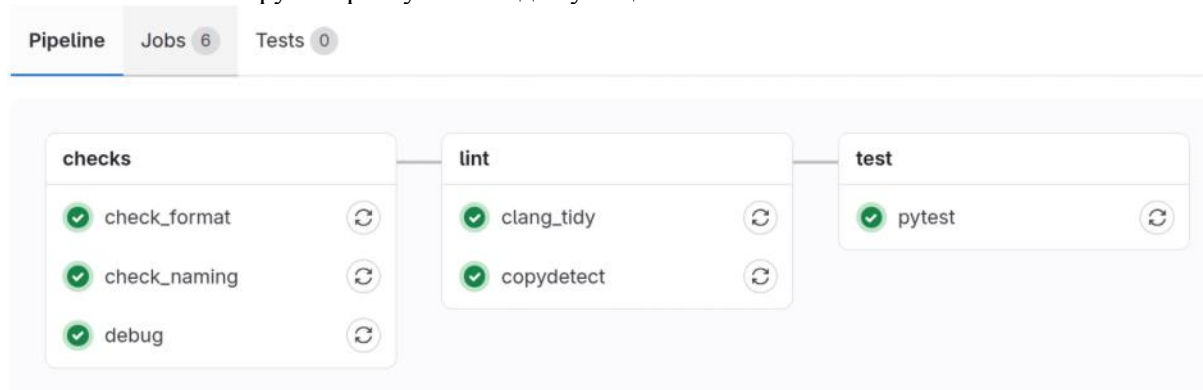 Pipeline Jobs 6 Tests 0
checks
check_format
check_naming
debug
lint
clang_tidy
copydetect
test
pytest